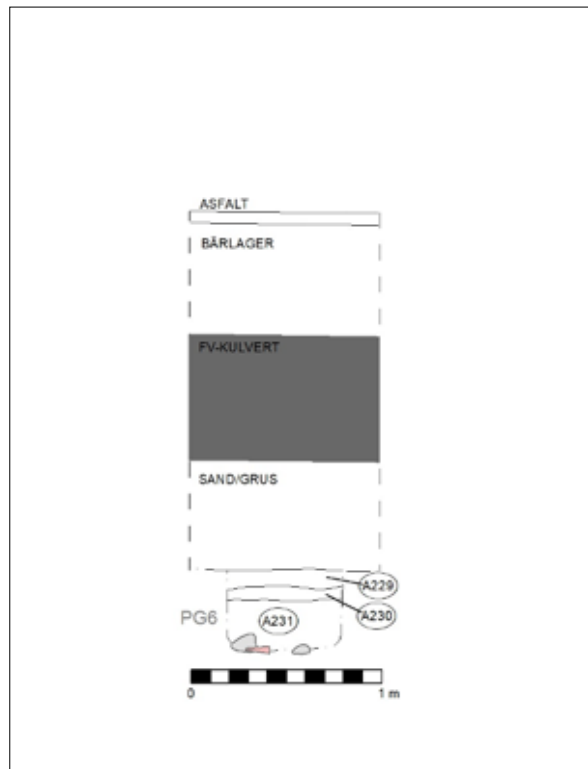 ASFALT
BÄRLAGER
FV-KULVERT
SAND/GRUS
A229
A230
PG6
A231
0 1 m